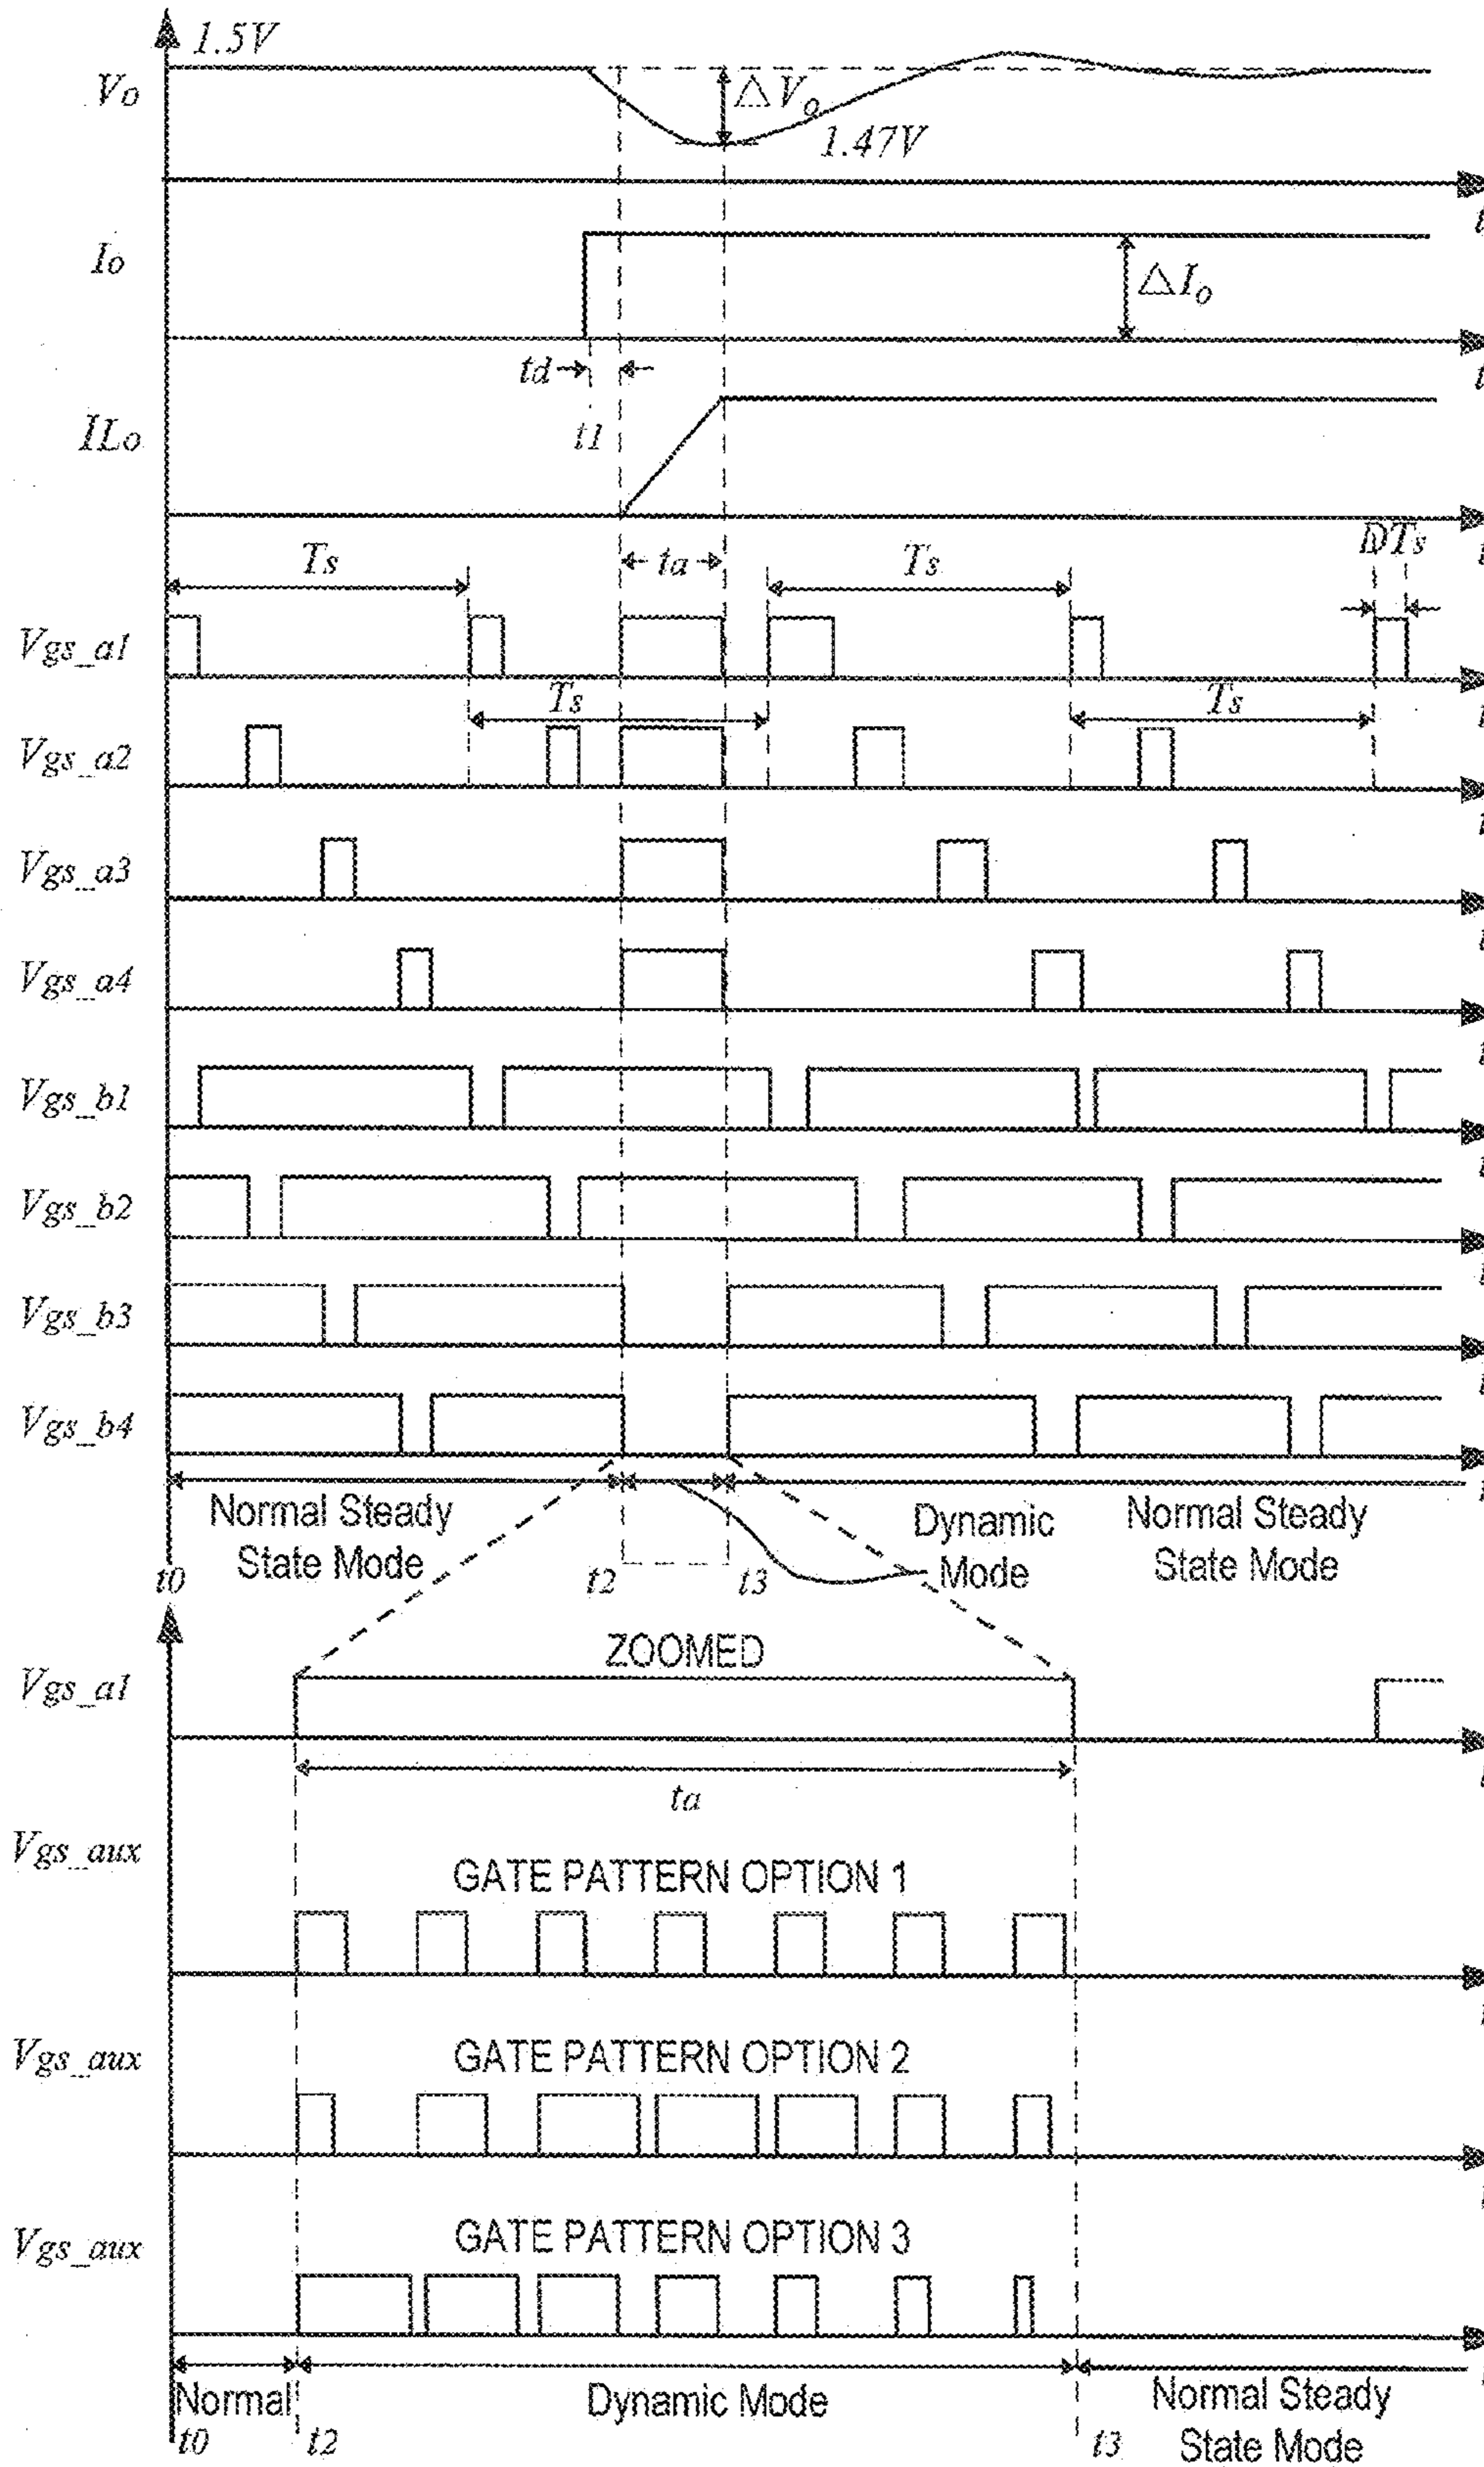 1.5V
Vo
△Vo
1.47V
t
Io
△Io
t
td
t1
ILo
t
ta
Ts
Ts
DTs
Vgs_a1
Ts
Ts
Vgs_a2
Vgs_a3
Vgs_a4
Vgs_b1
Vgs_b2
Vgs_b3
Vgs_b4
Normal Steady State Mode
Dynamic Mode
Normal Steady State Mode
t0
t2
t3
ZOOMED
Vgs_a1
ta
Vgs_aux
GATE PATTERN OPTION 1
Vgs_aux
GATE PATTERN OPTION 2
Vgs_aux
GATE PATTERN OPTION 3
Normal
Dynamic Mode
Normal Steady State Mode
t0
t2
t3